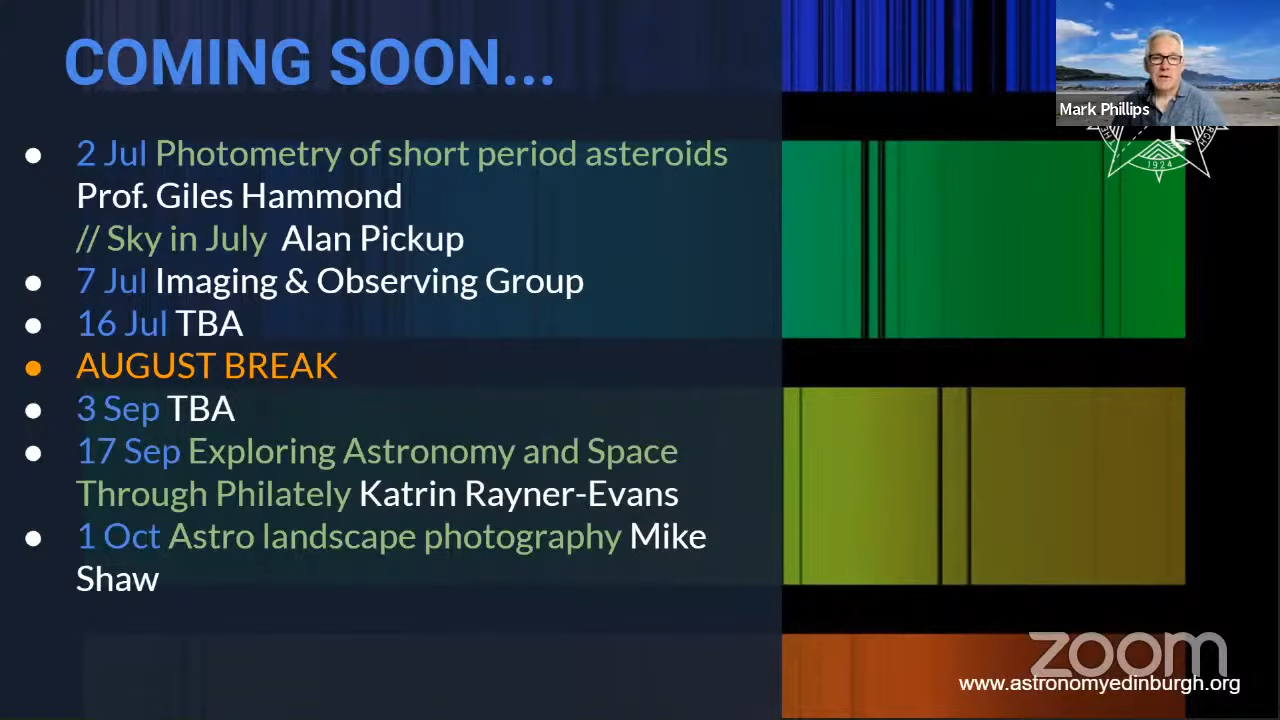 COMING SOON...
Mark Phillips
1924
2 Jul Photometry of short period asteroids
Prof. Giles Hammond
// Sky in July Alan Pickup
7 Jul Imaging & Observing Group
16 Jul TBA
AUGUST BREAK
3 Sep TBA
17 Sep Exploring Astronomy and Space
Through Philately Katrin Rayner-Evans
1 Oct Astro landscape photography Mike
Shaw
zoom
www.astronomyedinburgh.org